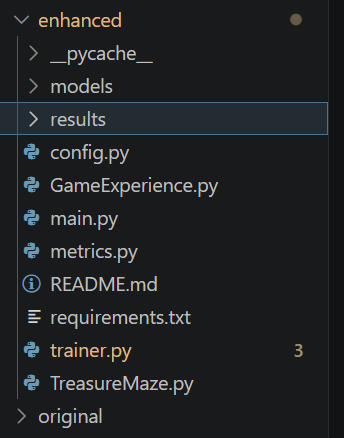 enhanced
__pycache__
models
results
config.py
GameExperience.py
main.py
metrics.py
README.md
requirements.txt
trainer.py 3
TreasureMaze.py
original